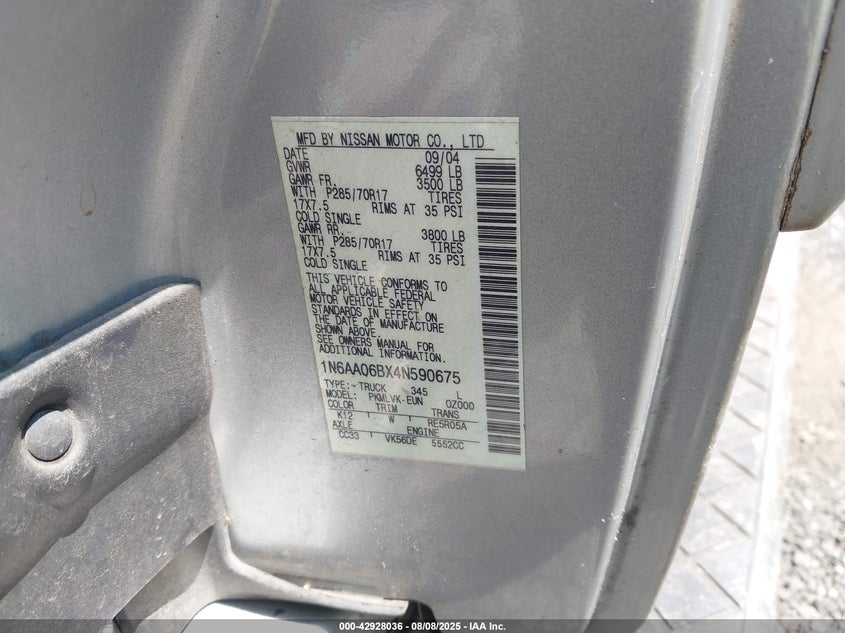 MFD BY NISSAN MOTOR CO., LTD
DATE 09/04
GVWR 6499 LB
GAWR FR. 3500 LB
WITH P285/70R17 TIRES
17X7.5 RIMS AT 35 PSI
COLD SINGLE
GAWR RR. 3800 LB
WITH P285/70R17 TIRES
17X7.5 RIMS AT 35 PSI
COLD SINGLE
THIS VEHICLE CONFORMS TO
ALL APPLICABLE FEDERAL
MOTOR VEHICLE SAFETY
STANDARDS IN EFFECT ON
THE DATE OF MANUFACTURE
SHOWN ABOVE.
SEE OWNERS MANUAL FOR
ADDITIONAL INFORMATION.
1N6AA06BX4N590675
TYPE: TRUCK 345 L
MODEL: PKMLVK-EUN 0Z000
COLOR TRIM TRANS
K12 W RE5R05A
AXLE ENGINE
CC33 VK56DE 5552CC
000-42928036 - 08/08/2025 - IAA Inc.